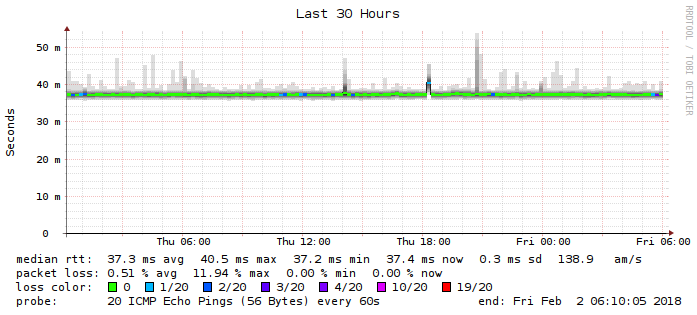 Last 30 Hours
RRDTOOL / TOBI OETIKER
Seconds
50 m
40 m
30 m
20 m
10 m
0
Thu 06:00 Thu 12:00 Thu 18:00 Fri 00:00 Fri 06:00
median rtt: 37.3 ms avg 40.5 ms max 37.2 ms min 37.4 ms now 0.3 ms sd 138.9 am/s
packet loss: 0.51 % avg 11.94 % max 0.00 % min 0.00 % now
loss color: 0 1/20 2/20 3/20 4/20 10/20 19/20
probe: 20 ICMP Echo Pings (56 Bytes) every 60s end: Fri Feb 2 06:10:05 2018